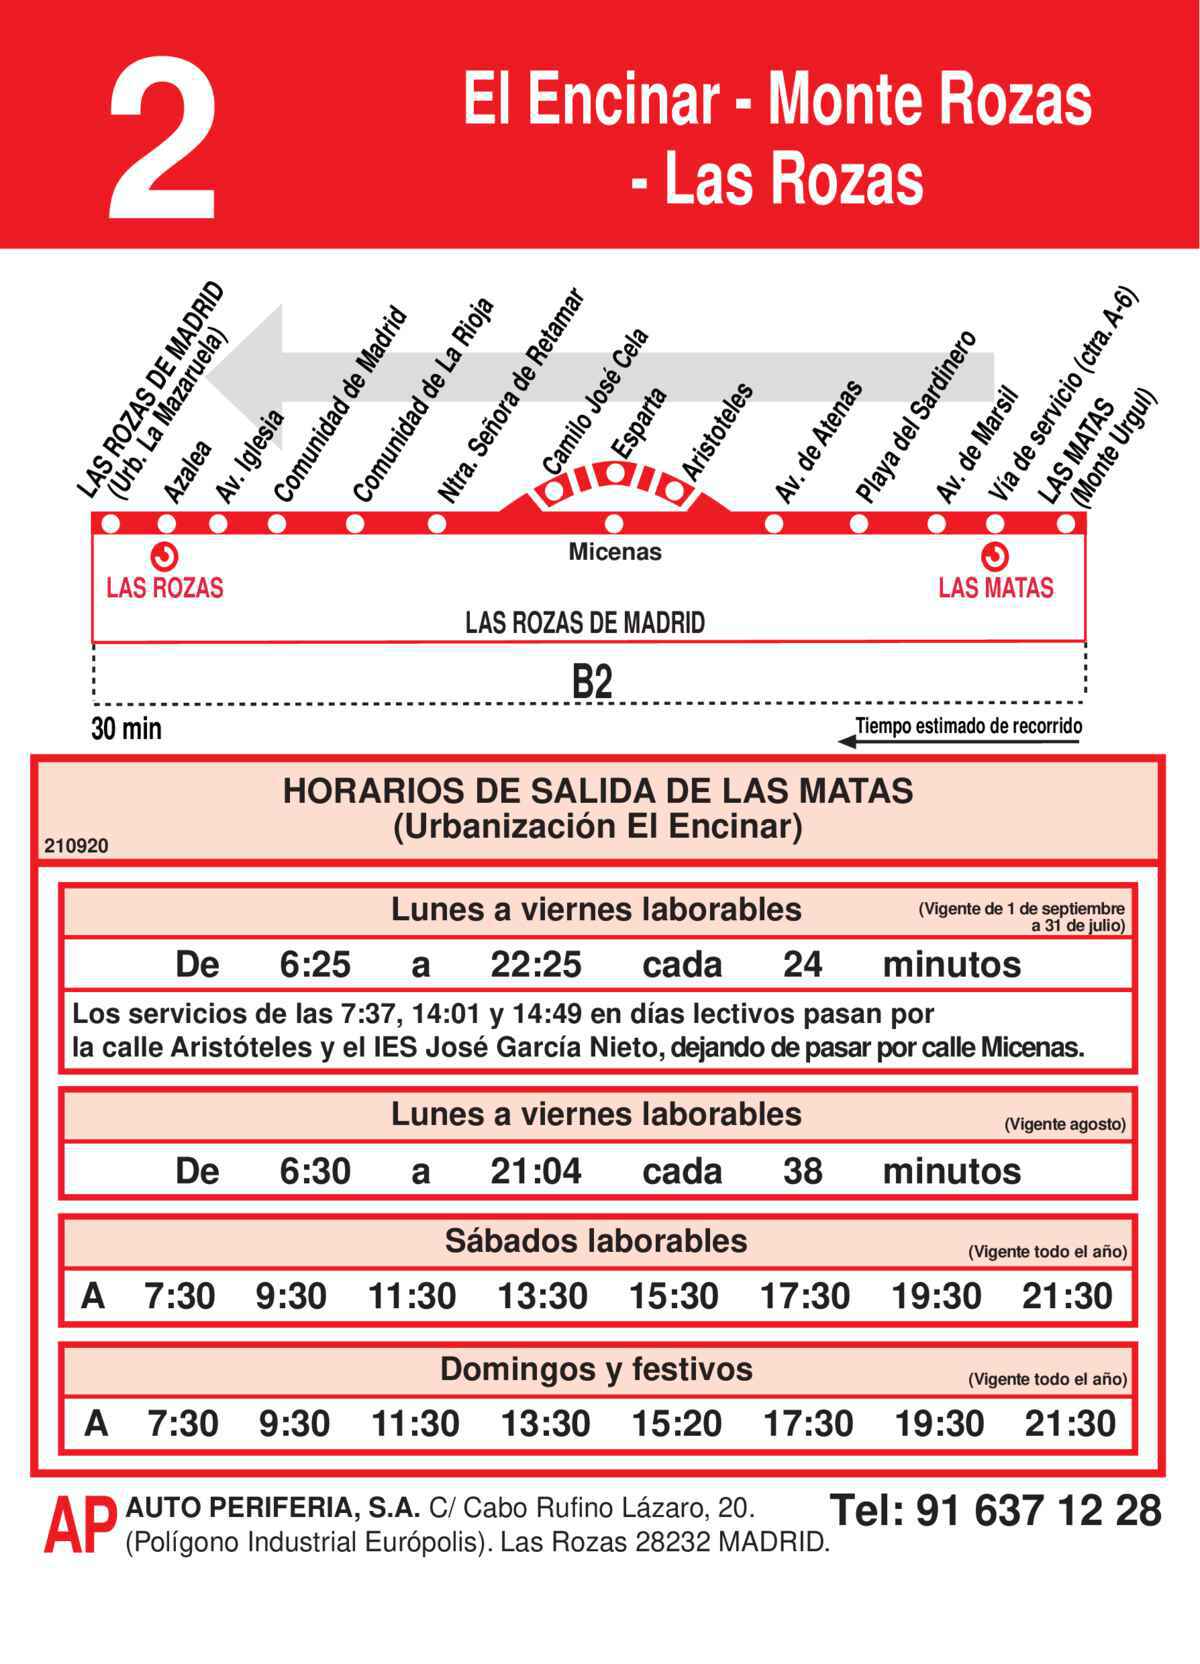 2
El Encinar - Monte Rozas
- Las Rozas
LAS ROZAS DE MADRID
(Urb. La Mazaruela)
Azalea
Av. Iglesia
Comunidad de Madrid
Comunidad de La Rioja
Ntra. Señora de Retamar
Camilo José Cela
Esparta
Aristoteles
Av. de Atenas
Playa del Sardinero
Av. de Marsil
Vía de servicio (ctra. A-6)
LAS MATAS
(Monte Urgul)
Micenas
LAS ROZAS
LAS MATAS
LAS ROZAS DE MADRID
B2
30 min
Tiempo estimado de recorrido
HORARIOS DE SALIDA DE LAS MATAS
(Urbanización El Encinar)
210920
Lunes a viernes laborables (Vigente de 1 de septiembre
a 31 de julio)
De 6:25 a 22:25 cada 24 minutos
Los servicios de las 7:37, 14:01 y 14:49 en días lectivos pasan por
la calle Aristóteles y el IES José García Nieto, dejando de pasar por calle Micenas.
Lunes a viernes laborables (Vigente agosto)
De 6:30 a 21:04 cada 38 minutos
Sábados laborables (Vigente todo el año)
A 7:30 9:30 11:30 13:30 15:30 17:30 19:30 21:30
Domingos y festivos (Vigente todo el año)
A 7:30 9:30 11:30 13:30 15:20 17:30 19:30 21:30
AP AUTO PERIFERIA, S.A. C/ Cabo Rufino Lázaro, 20. Tel: 91 637 12 28
(Polígono Industrial Európolis). Las Rozas 28232 MADRID.